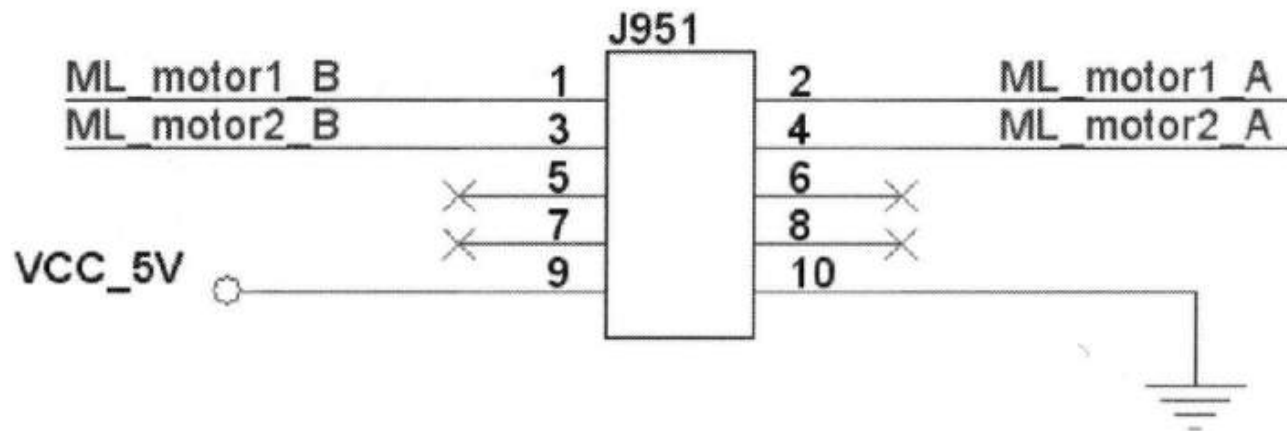 J951
ML_motor1_B 1 2 ML_motor1_A
ML_motor2_B 3 4 ML_motor2_A
5 6
7 8
VCC_5V 9 10